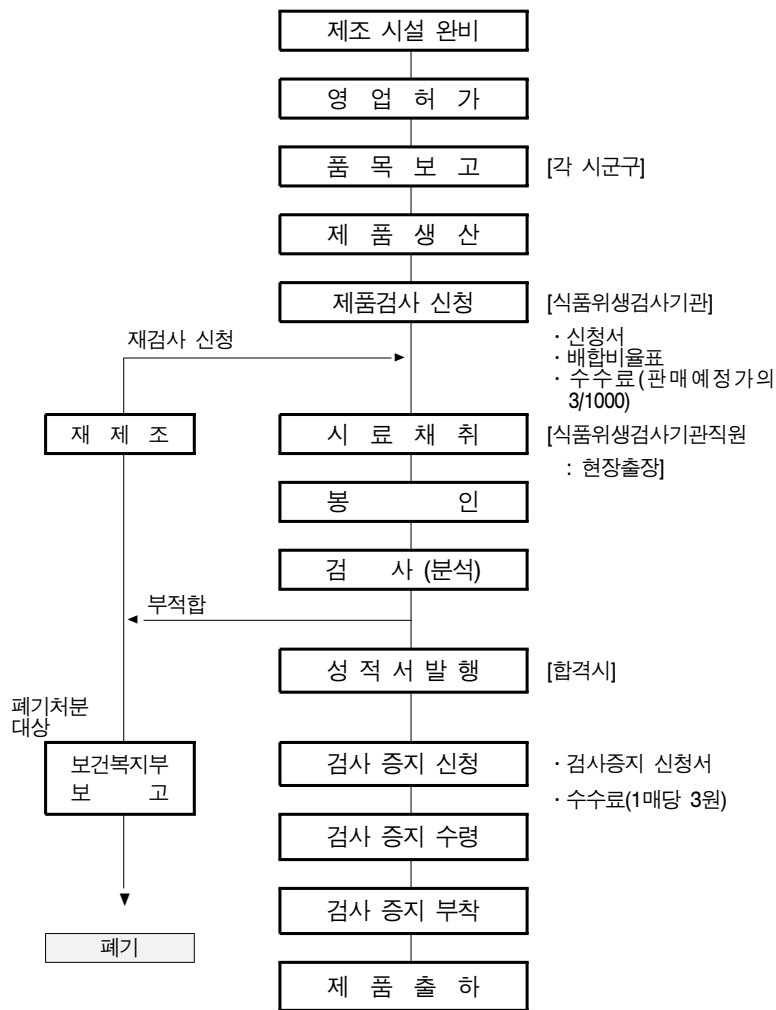 제조 시설 완비
영 업 허 가
품 목 보 고 [각 시군구]
제 품 생 산
제품검사 신청 [식품위생검사기관]
재검사 신청 · 신청서
· 배합비율표
· 수수료(판매예정가의
3/1000)
재 제 조 시 료 채 취 [식품위생검사기관직원
: 현장출장]
봉 인
검 사 (분석)
부적합
성 적 서 발 행 [합격시]
폐기처분
대상
보건복지부 검사 증지 신청 · 검사증지 신청서
보 고 · 수수료(1매당 3원)
검사 증지 수령
검사 증지 부착
폐기
제 품 출 하